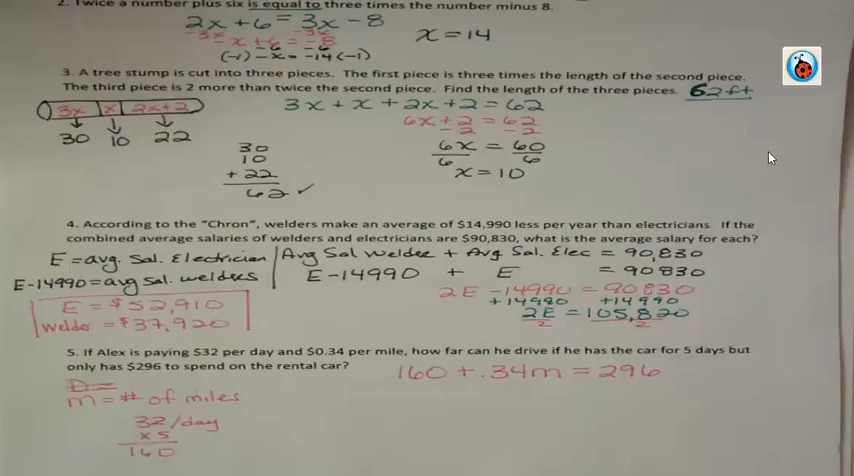 2. Twice a number plus six is equal to three times the number minus 8.
2x + 6 = 3x - 8
-3x -3x
-x + 6 = -8
-6 -6
(-1) -x = -14 (-1)
x = 14
3. A tree stump is cut into three pieces. The first piece is three times the length of the second piece.
The third piece is 2 more than twice the second piece. Find the length of the three pieces. 62ft
3x x 2x+2
30 10 22
3x + x + 2x + 2 = 62
6x + 2 = 62
-2 -2
6x = 60
6 6
x = 10
30
10
+ 22
62 ✓
4. According to the "Chron", welders make an average of $14,990 less per year than electricians. If the
combined average salaries of welders and electricians are $90,830, what is the average salary for each?
E = avg. Sal. Electrician
E-14990 = avg sal. welders
E = $52,910
Welder = $37,920
Avg Sal Welder + Avg Sal. Elec = 90,830
E - 14990 + E = 90830
2E - 14990 = 90830
+14990 +14990
2E = 105,820
2 2
5. If Alex is paying $32 per day and $0.34 per mile, how far can he drive if he has the car for 5 days but
only has $296 to spend on the rental car?
160 + .34m = 296
D =
m = # of miles
32/day
x 5
160